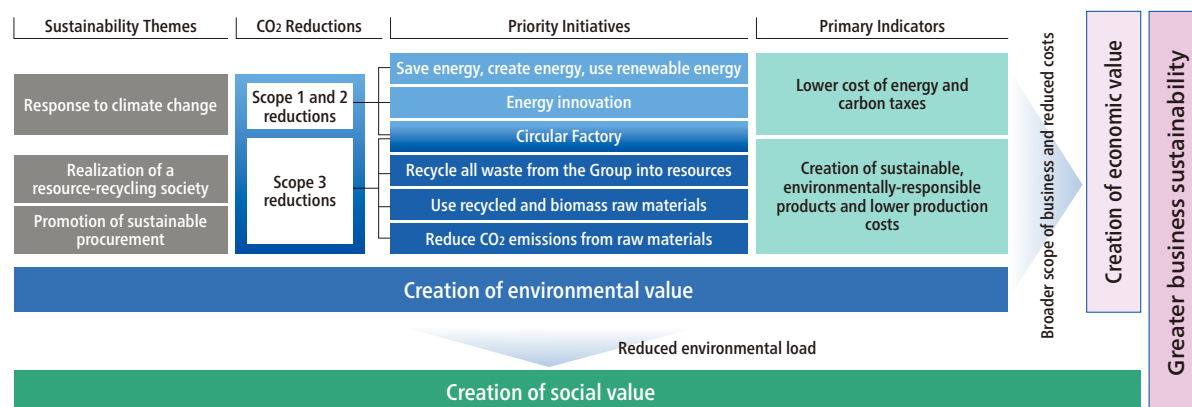 Sustainability Themes
CO2 Reductions
Priority Initiatives
Primary Indicators
Response to climate change
Realization of a
resource-recycling society
Promotion of sustainable
procurement
Scope 1 and 2
reductions
Scope 3
reductions
Save energy, create energy, use renewable energy
Energy innovation
Circular Factory
Recycle all waste from the Group into resources
Use recycled and biomass raw materials
Reduce CO2 emissions from raw materials
Lower cost of energy and
carbon taxes
Creation of sustainable,
environmentally-responsible
products and lower production
costs
Broader scope of business and reduced costs
Creation of economic value
Greater business sustainability
Creation of environmental value
Reduced environmental load
Creation of social value